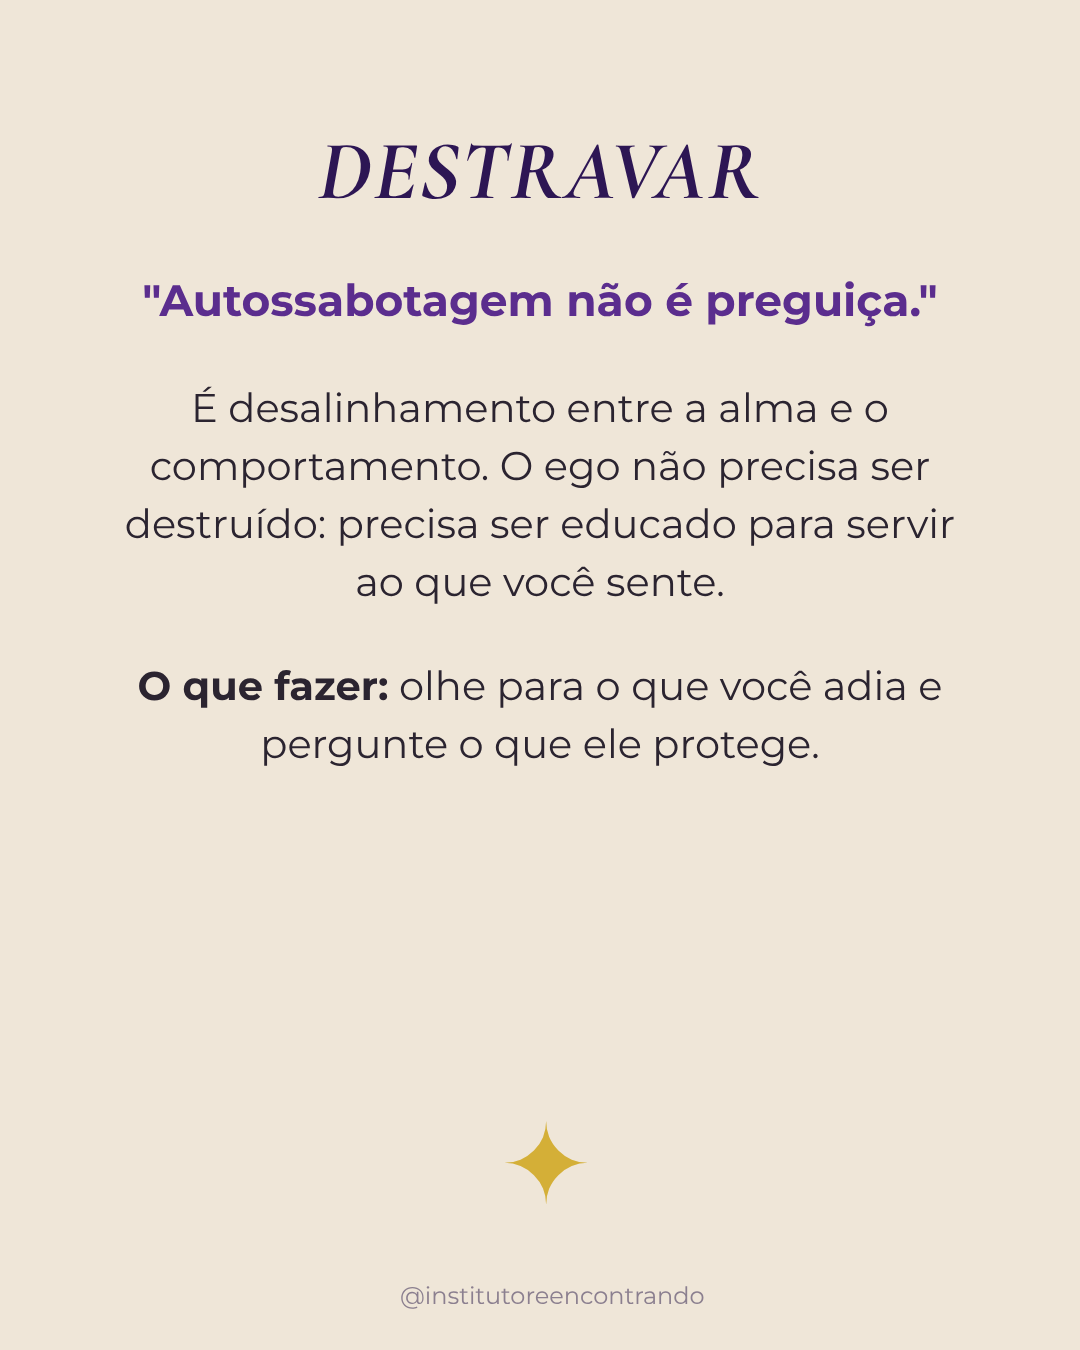 DESTRAVAR
"Autossabotagem não é preguiça."
É desalinhamento entre a alma e o
comportamento. O ego não precisa ser
destruído: precisa ser educado para servir
ao que você sente.
O que fazer: olhe para o que você adia e
pergunte o que ele protege.
@institutoreencontrando